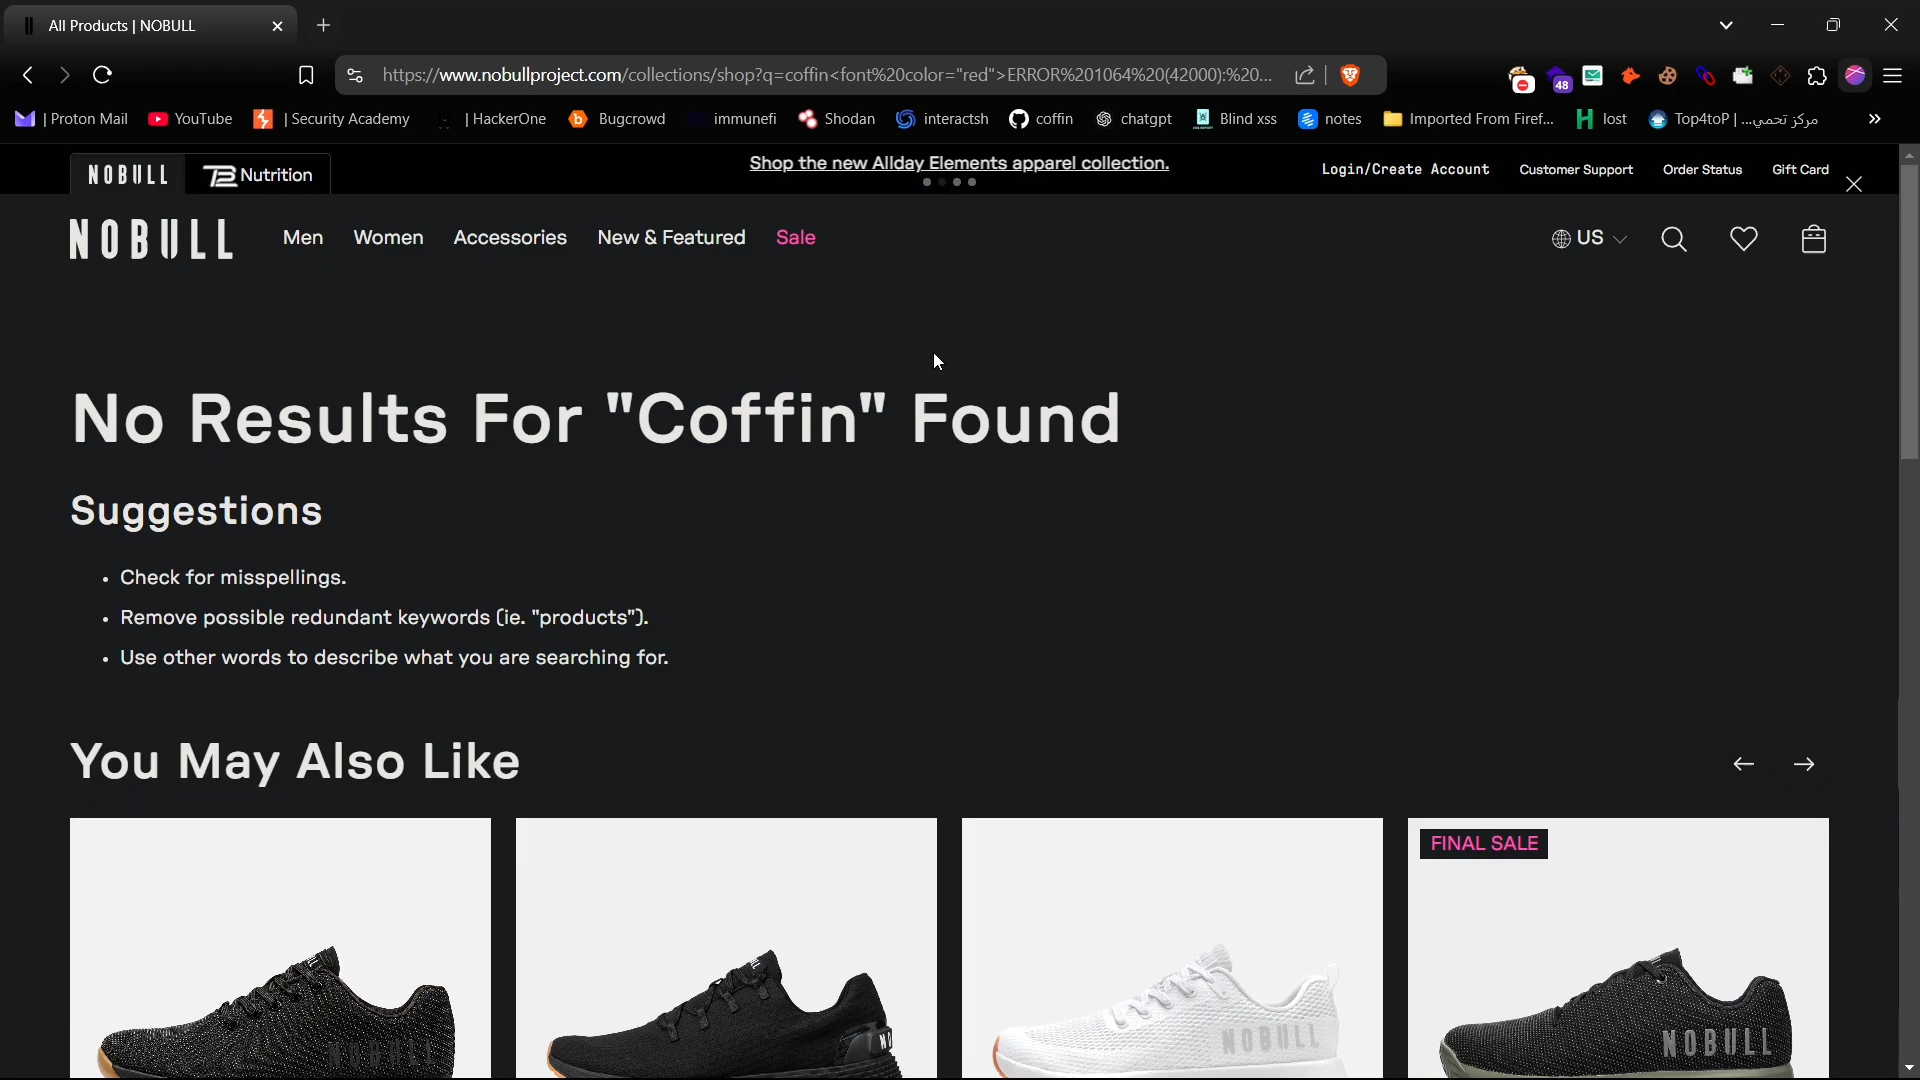 All Products | NOBULL
https://www.nobullproject.com/collections/shop?q=coffin<font%20color="red">ERROR%201064%20(42000):%20...
48
| Proton Mail YouTube | Security Academy | HackerOne Bugcrowd immunefi Shodan interactsh coffin chatgpt Blind xss notes Imported From Firef... lost Top4toP | مركز تحمي...
NOBULL TB Nutrition Shop the new Allday Elements apparel collection. Login/Create Account Customer Support Order Status Gift Card
NOBULL Men Women Accessories New & Featured Sale US
No Results For "Coffin" Found
Suggestions
• Check for misspellings.
• Remove possible redundant keywords (ie. "products").
• Use other words to describe what you are searching for.
You May Also Like
FINAL SALE
NOBULL NOBULL NOBULL